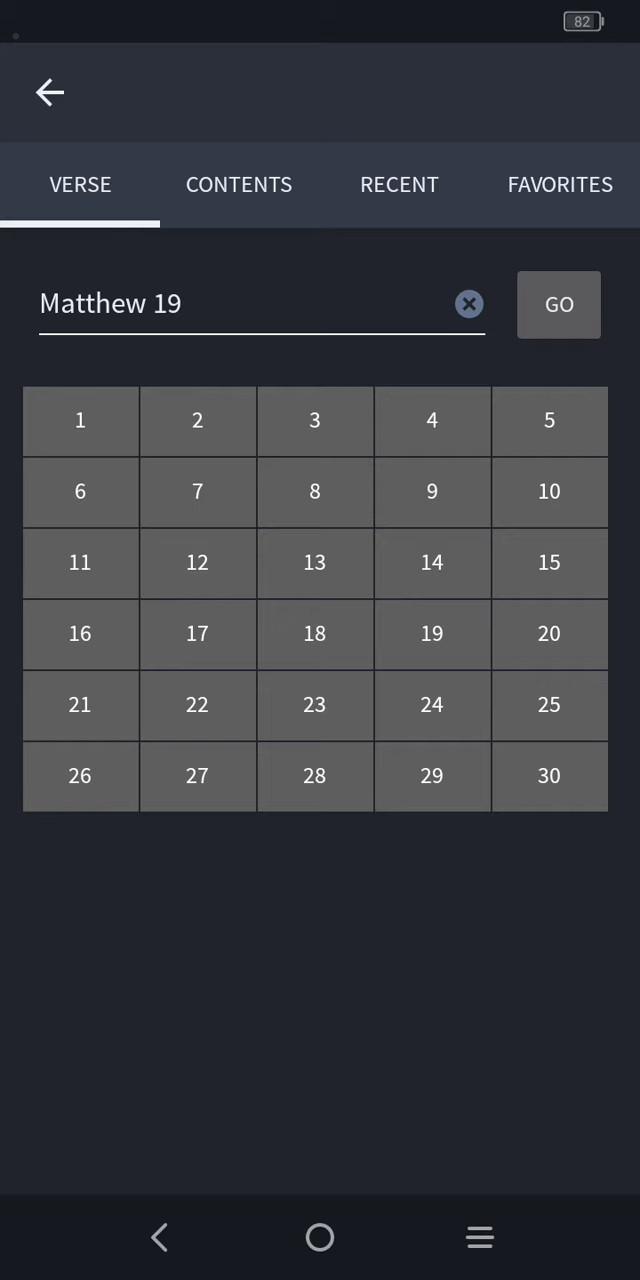 82
VERSE CONTENTS RECENT FAVORITES
Matthew 19 GO
1 2 3 4 5
6 7 8 9 10
11 12 13 14 15
16 17 18 19 20
21 22 23 24 25
26 27 28 29 30